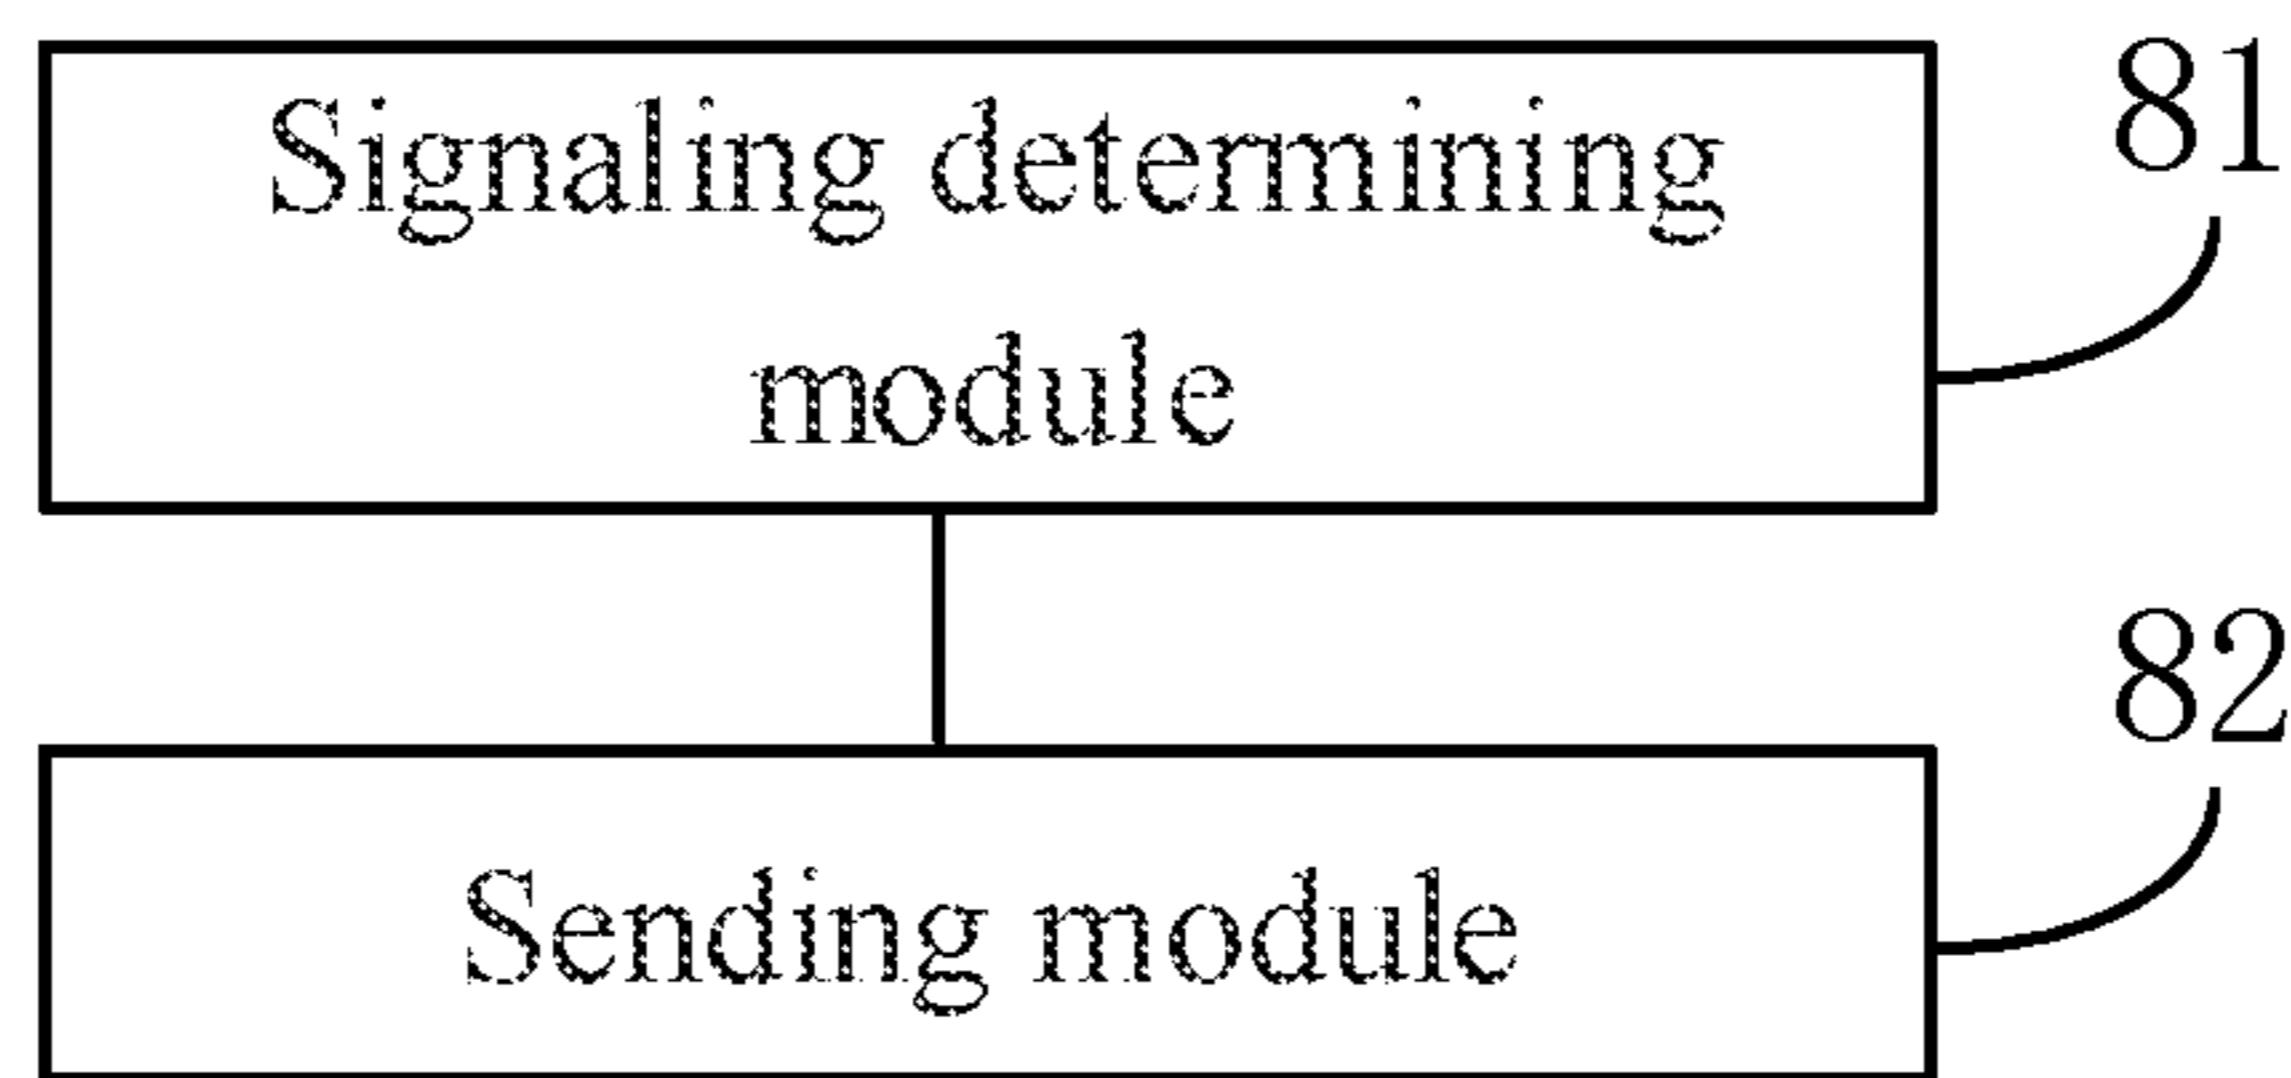 Signaling determining
module
81
Sending module
82